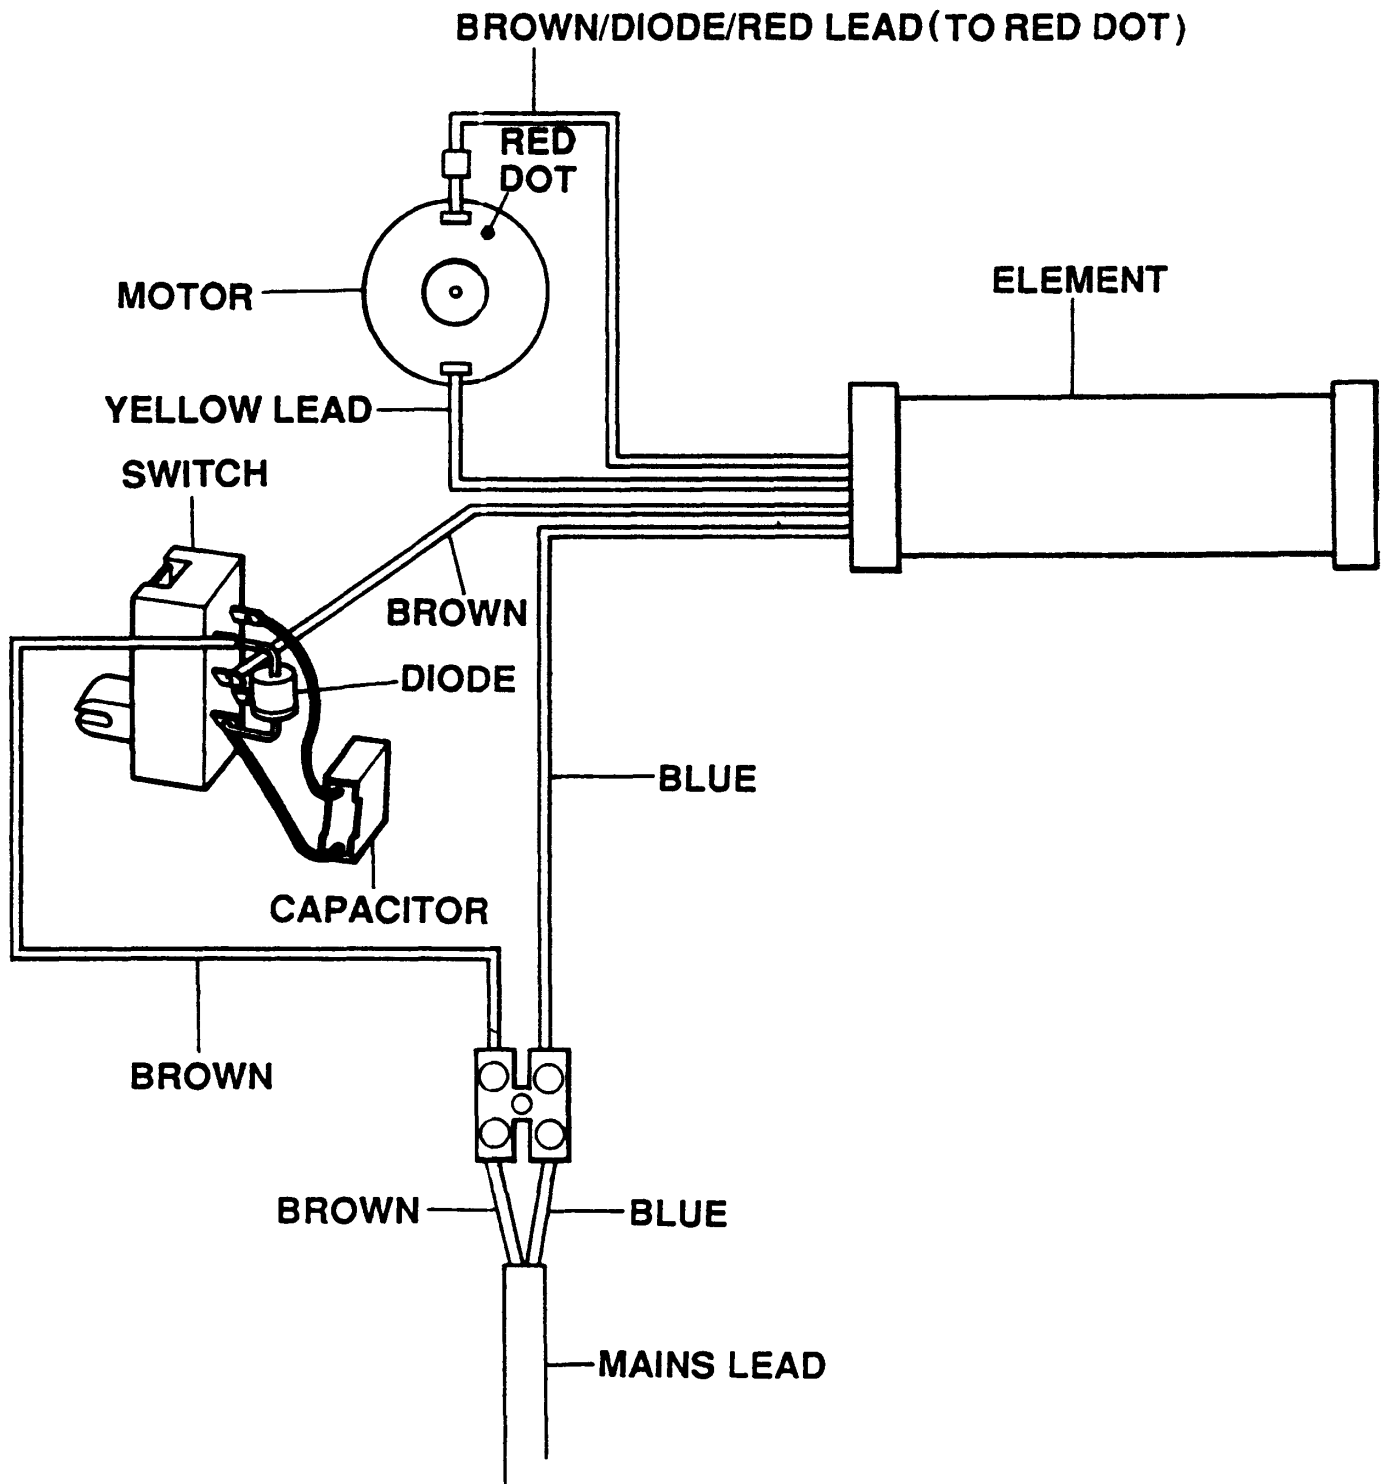 BROWN/DIODE/RED LEAD (TO RED DOT)
RED
DOT
MOTOR
ELEMENT
YELLOW LEAD
SWITCH
BROWN
DIODE
BLUE
CAPACITOR
BROWN
BROWN
BLUE
MAINS LEAD